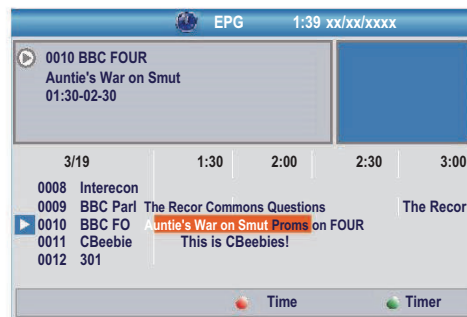 EPG 1:39 xx/xx/xxxx
0010 BBC FOUR
Auntie's War on Smut
01:30-02-30
3/19 1:30 2:00 2:30 3:00
0008 Interecon
0009 BBC Parl The Recor Commons Questions The Recor
0010 BBC FO Auntie's War on Smut Proms on FOUR
0011 CBeebie This is CBeebies!
0012 301
Time Timer